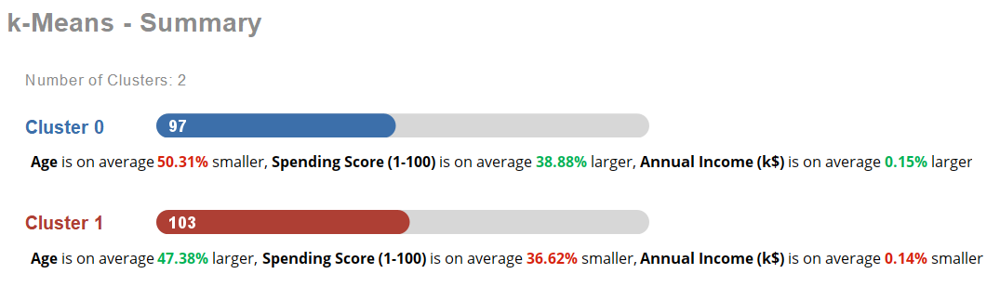 k-Means - Summary
Number of Clusters: 2
Cluster 0 97
Age is on average 50.31% smaller, Spending Score (1-100) is on average 38.88% larger, Annual Income (k$) is on average 0.15% larger
Cluster 1 103
Age is on average 47.38% larger, Spending Score (1-100) is on average 36.62% smaller, Annual Income (k$) is on average 0.14% smaller